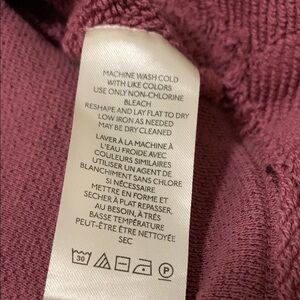 MACHINE WASH COLD
WITH LIKE COLORS
USE ONLY NON-CHLORINE
BLEACH
RESHAPE AND LAY FLAT TO DRY
LOW IRON AS NEEDED
MAY BE DRY CLEANED
LAVER À LA MACHINE À
L'EAU FROIDE AVEC
COULEURS SIMILAIRES
UTILISER UN AGENT DE
BLANCHIMENT SANS CHLORE
SI NÉCESSAIRE
METTRE EN FORME ET
SÉCHER À PLAT REPASSER,
AU BESOIN, À TRÈS
BASSE TEMPÉRATURE
PEUT-ÊTRE ÊTRE NETTOYÉE
SEC
30 P